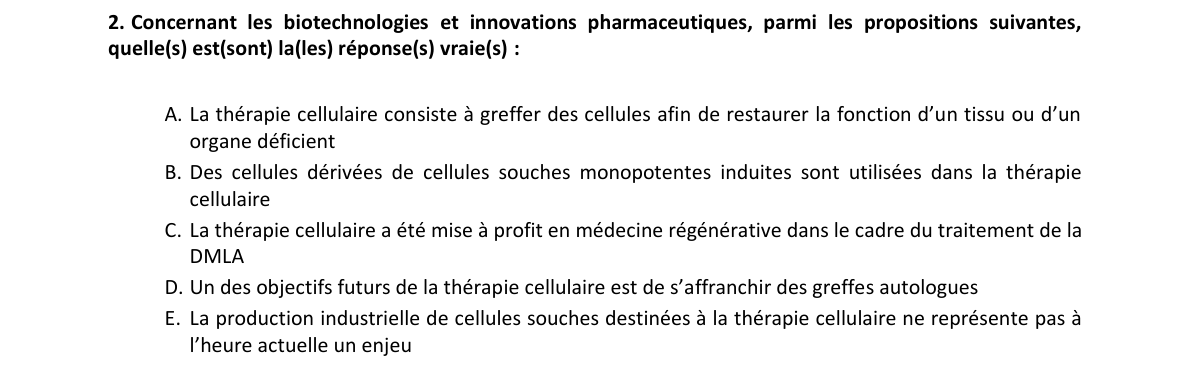 2. Concernant les biotechnologies et innovations pharmaceutiques, parmi les propositions suivantes,
quelle(s) est(sont) la(les) réponse(s) vraie(s) :
A. La thérapie cellulaire consiste à greffer des cellules afin de restaurer la fonction d’un tissu ou d’un
organe déficient
B. Des cellules dérivées de cellules souches monopotentes induites sont utilisées dans la thérapie
cellulaire
C. La thérapie cellulaire a été mise à profit en médecine régénérative dans le cadre du traitement de la
DMLA
D. Un des objectifs futurs de la thérapie cellulaire est de s’affranchir des greffes autologues
E. La production industrielle de cellules souches destinées à la thérapie cellulaire ne représente pas à
l’heure actuelle un enjeu